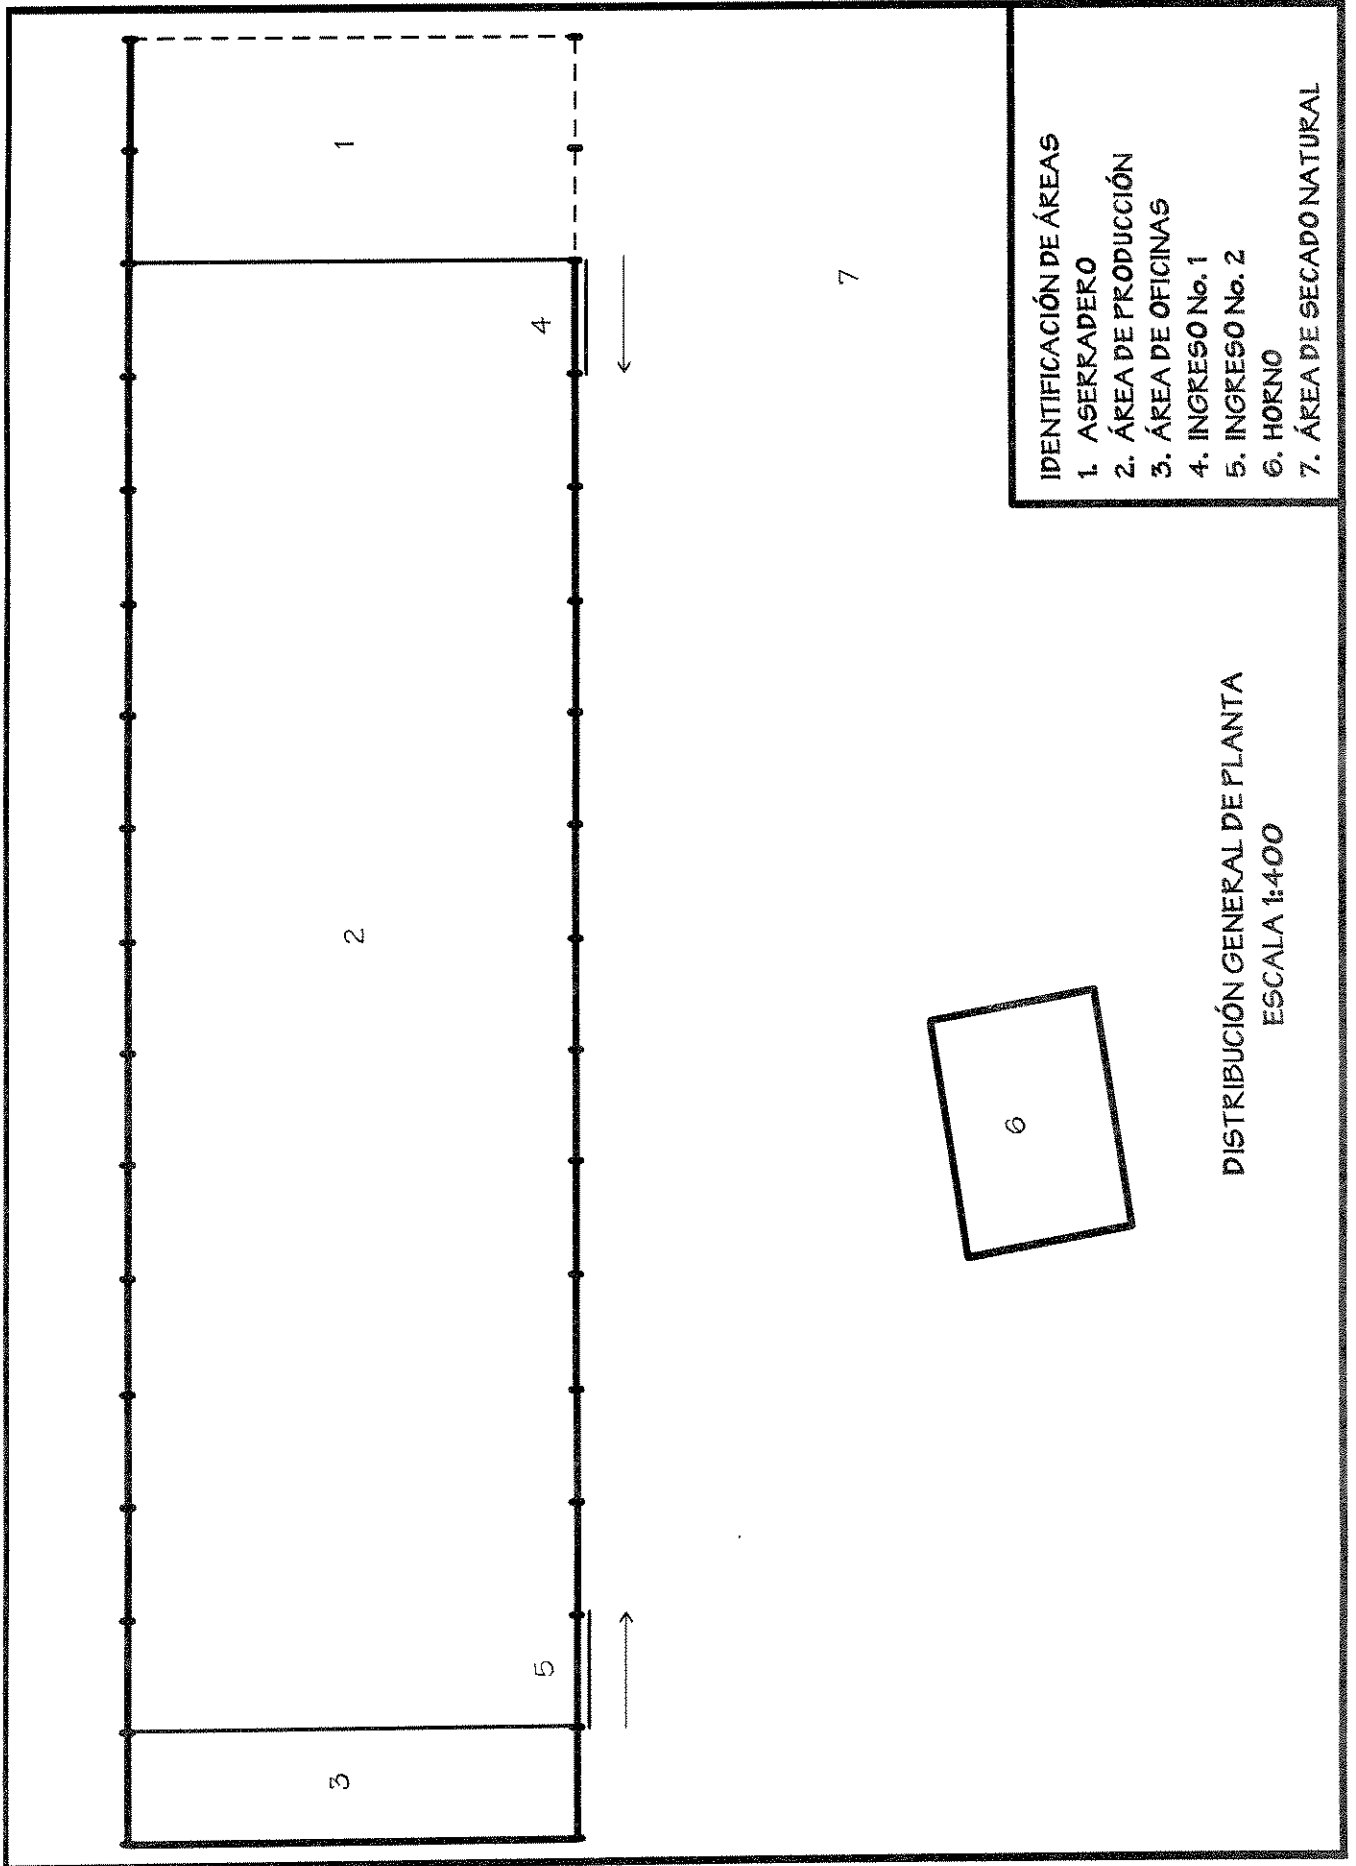 3
2
1
5
4
7
6
IDENTIFICACIÓN DE ÁREAS
1. ASERRADERO
2. ÁREA DE PRODUCCIÓN
3. ÁREA DE OFICINAS
4. INGRESO No. 1
5. INGRESO No. 2
6. HORNO
7. ÁREA DE SECADO NATURAL
DISTRIBUCIÓN GENERAL DE PLANTA
ESCALA 1:400